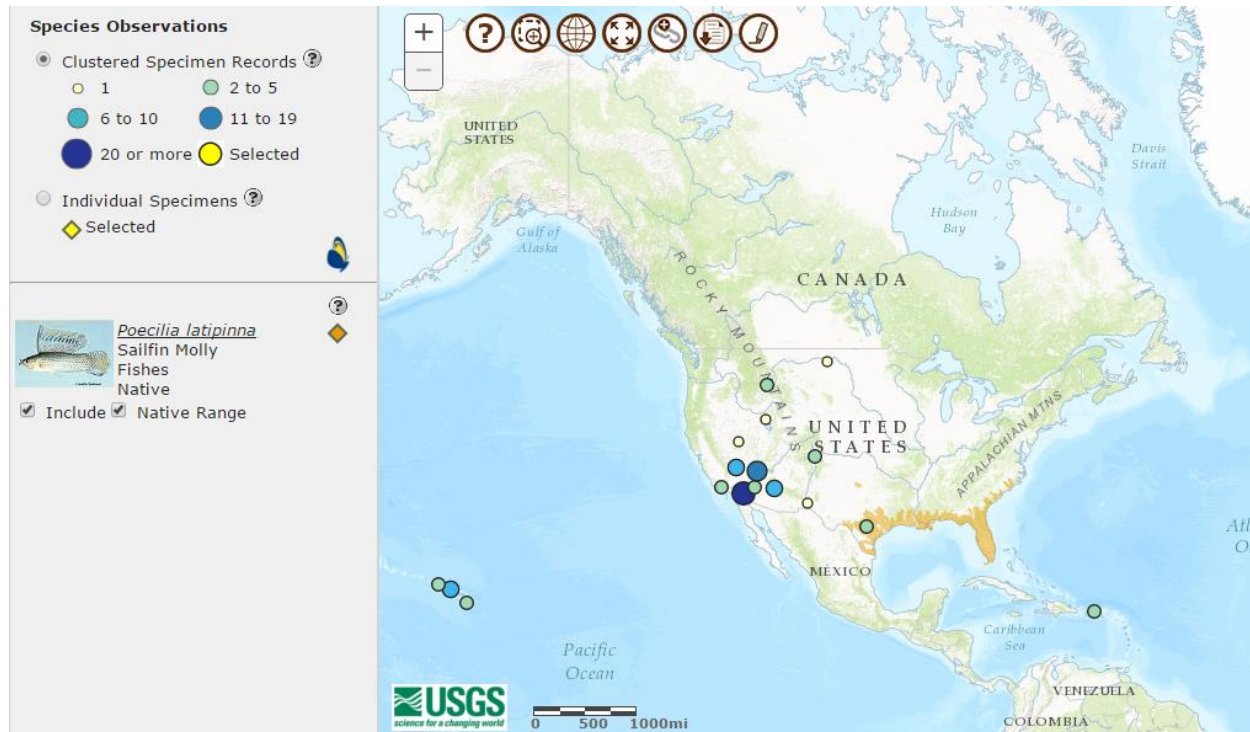 Species Observations
Clustered Specimen Records ?
1
2 to 5
6 to 10
11 to 19
20 or more
Selected
Individual Specimens ?
Selected
?
Poecilia latipinna
Sailfin Molly
Fishes
Native
Include
Native Range
+
−
?
UNITED
STATES
Gulf of
Alaska
Davis
Strait
Hudson
Bay
CANADA
ROCKY MOUNTAINS
UNITED
STATES
APPALACHIAN MTNS
MÉXICO
Caribbean
Sea
Pacific
Ocean
VENEZUELA
COLOMBIA
USGS
science for a changing world
0 500 1000mi